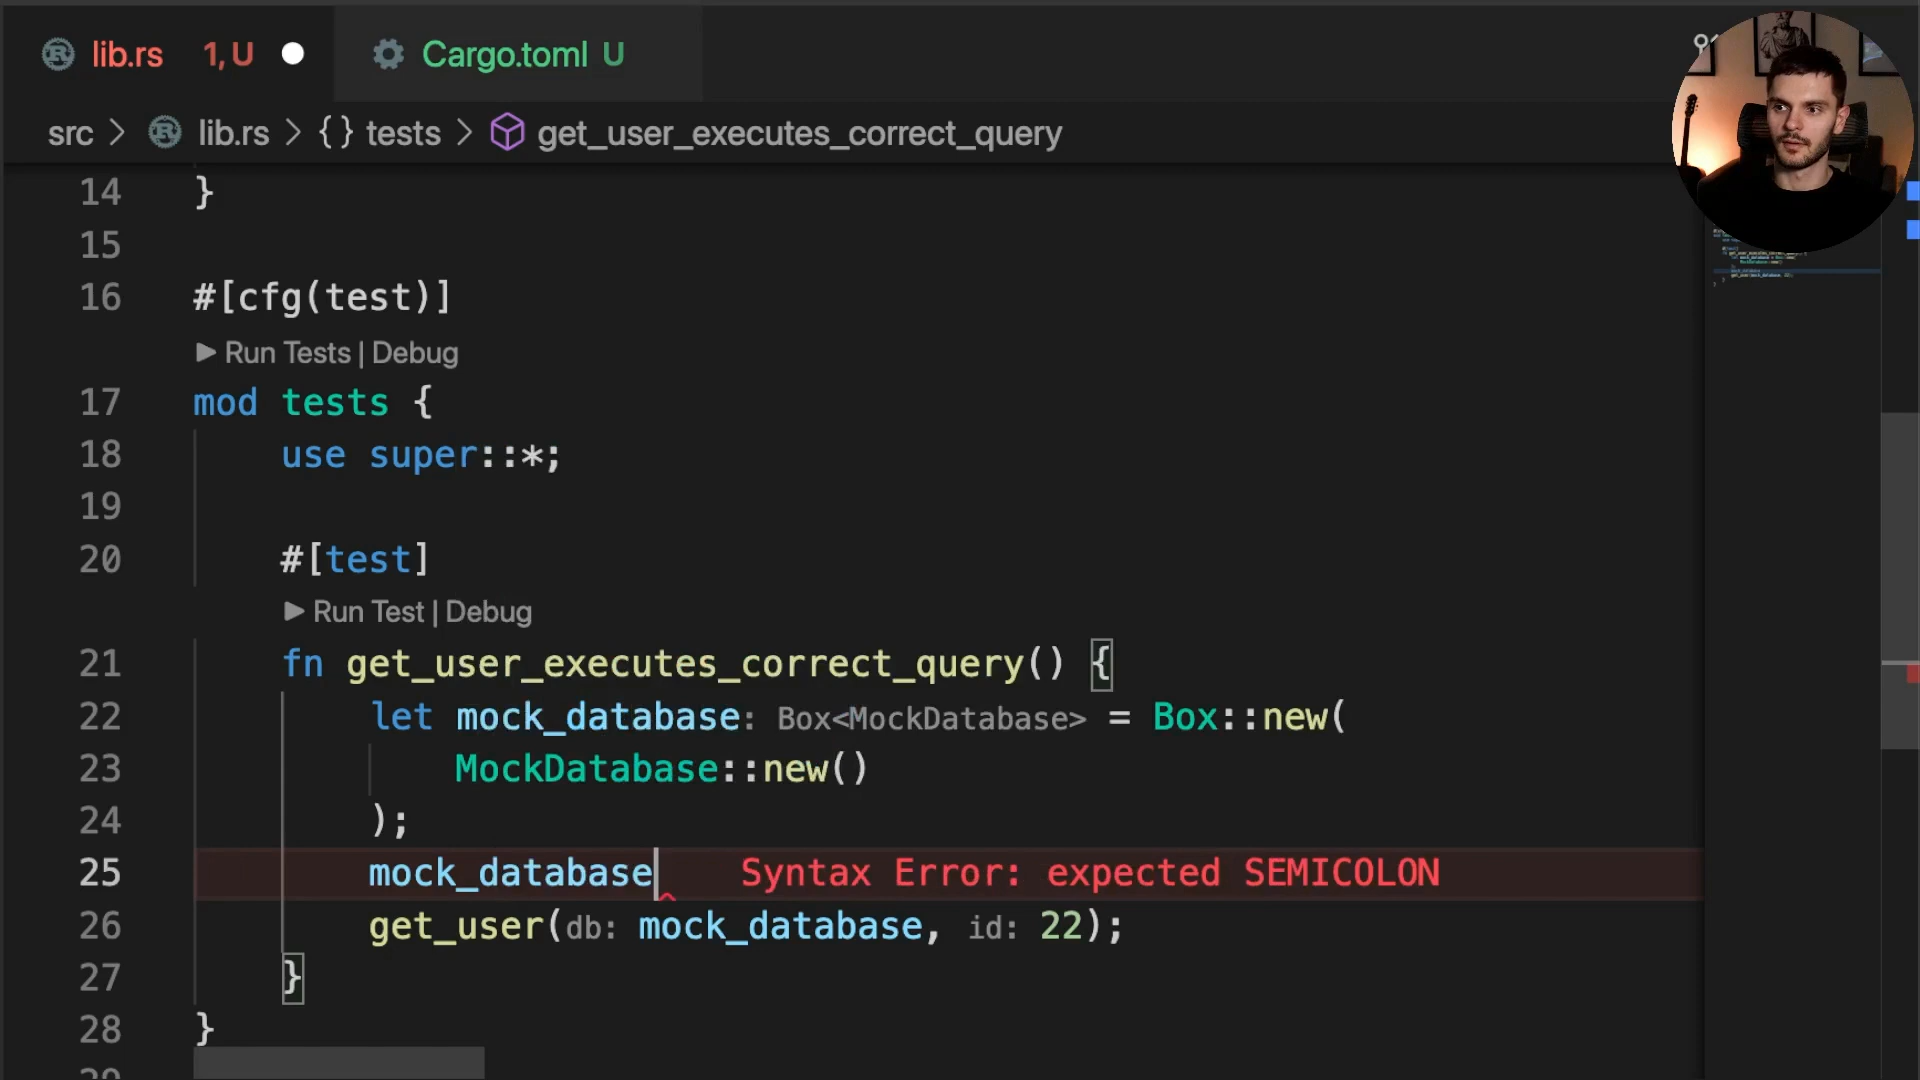 lib.rs 1, U Cargo.toml U
src > lib.rs > {} tests > get_user_executes_correct_query
14 }
15
16 #[cfg(test)]
▶ Run Tests | Debug
17 mod tests {
18 use super::*;
19
20 #[test]
▶ Run Test | Debug
21 fn get_user_executes_correct_query() {
22 let mock_database: Box<MockDatabase> = Box::new(
23 MockDatabase::new()
24 );
25 mock_database Syntax Error: expected SEMICOLON
26 get_user(db: mock_database, id: 22);
27 }
28 }
29